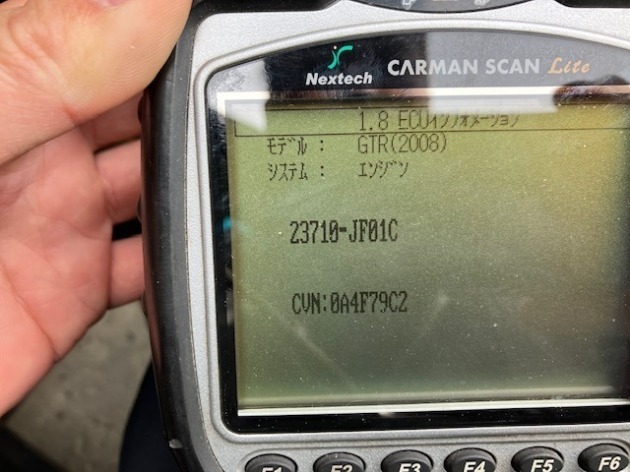 Nextech CARMAN SCAN Lite
1.8 ECUインフォメーション
モデル : GTR(2008)
システム : エンジン
23710-JF01C
CVN:0A4F79C2
F1 F2 F3 F4 F5 F6